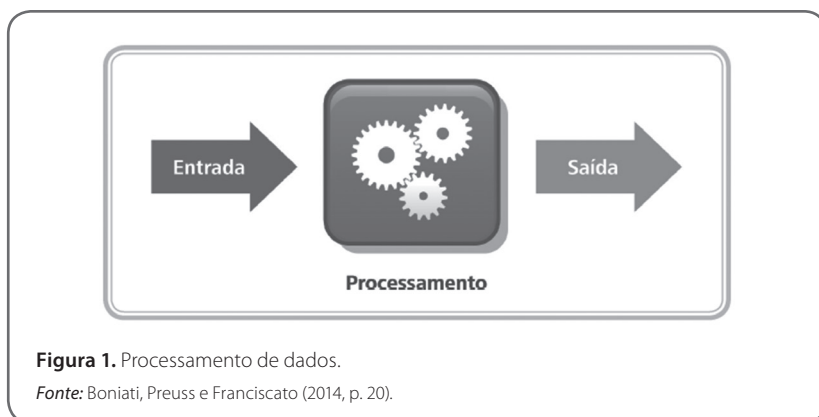 Entrada
Saída
Processamento
Figura 1. Processamento de dados.
Fonte: Boniati, Preuss e Franciscato (2014, p. 20).